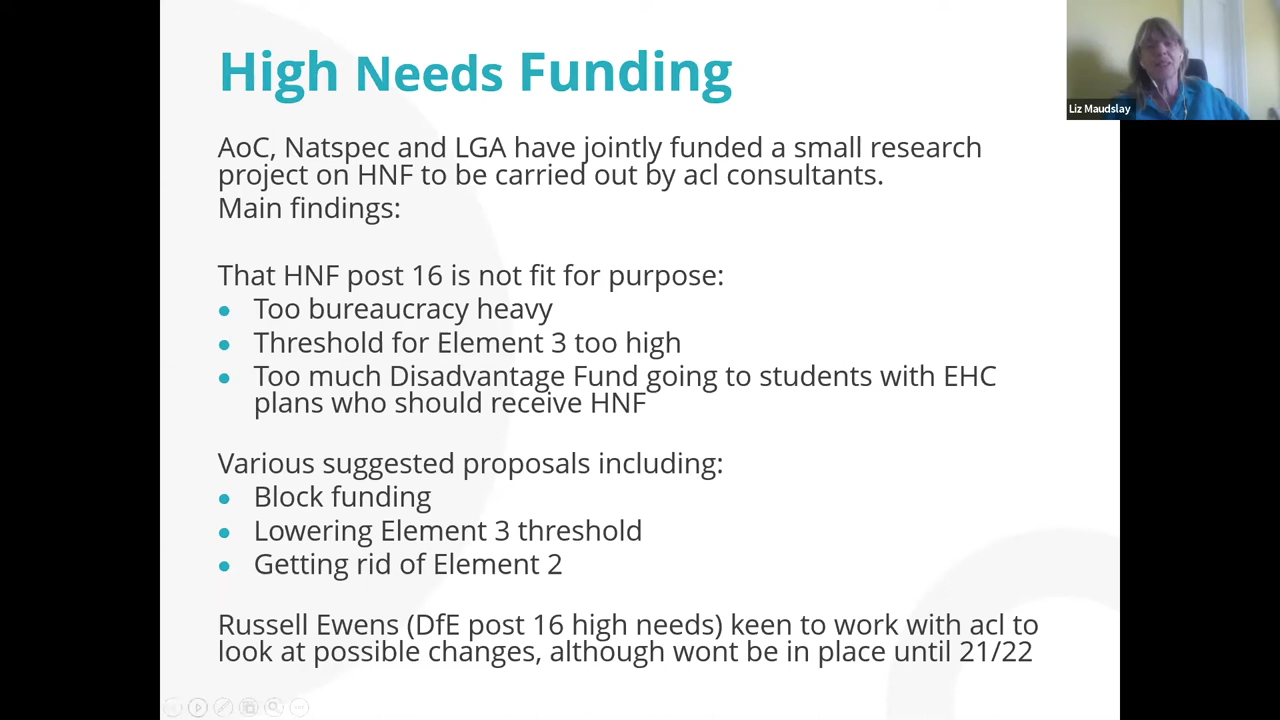 High Needs Funding
Liz Maudslay
AoC, Natspec and LGA have jointly funded a small research
project on HNF to be carried out by acl consultants.
Main findings:
That HNF post 16 is not fit for purpose:
• Too bureaucracy heavy
• Threshold for Element 3 too high
• Too much Disadvantage Fund going to students with EHC
plans who should receive HNF
Various suggested proposals including:
• Block funding
• Lowering Element 3 threshold
• Getting rid of Element 2
Russell Ewens (DfE post 16 high needs) keen to work with acl to
look at possible changes, although wont be in place until 21/22